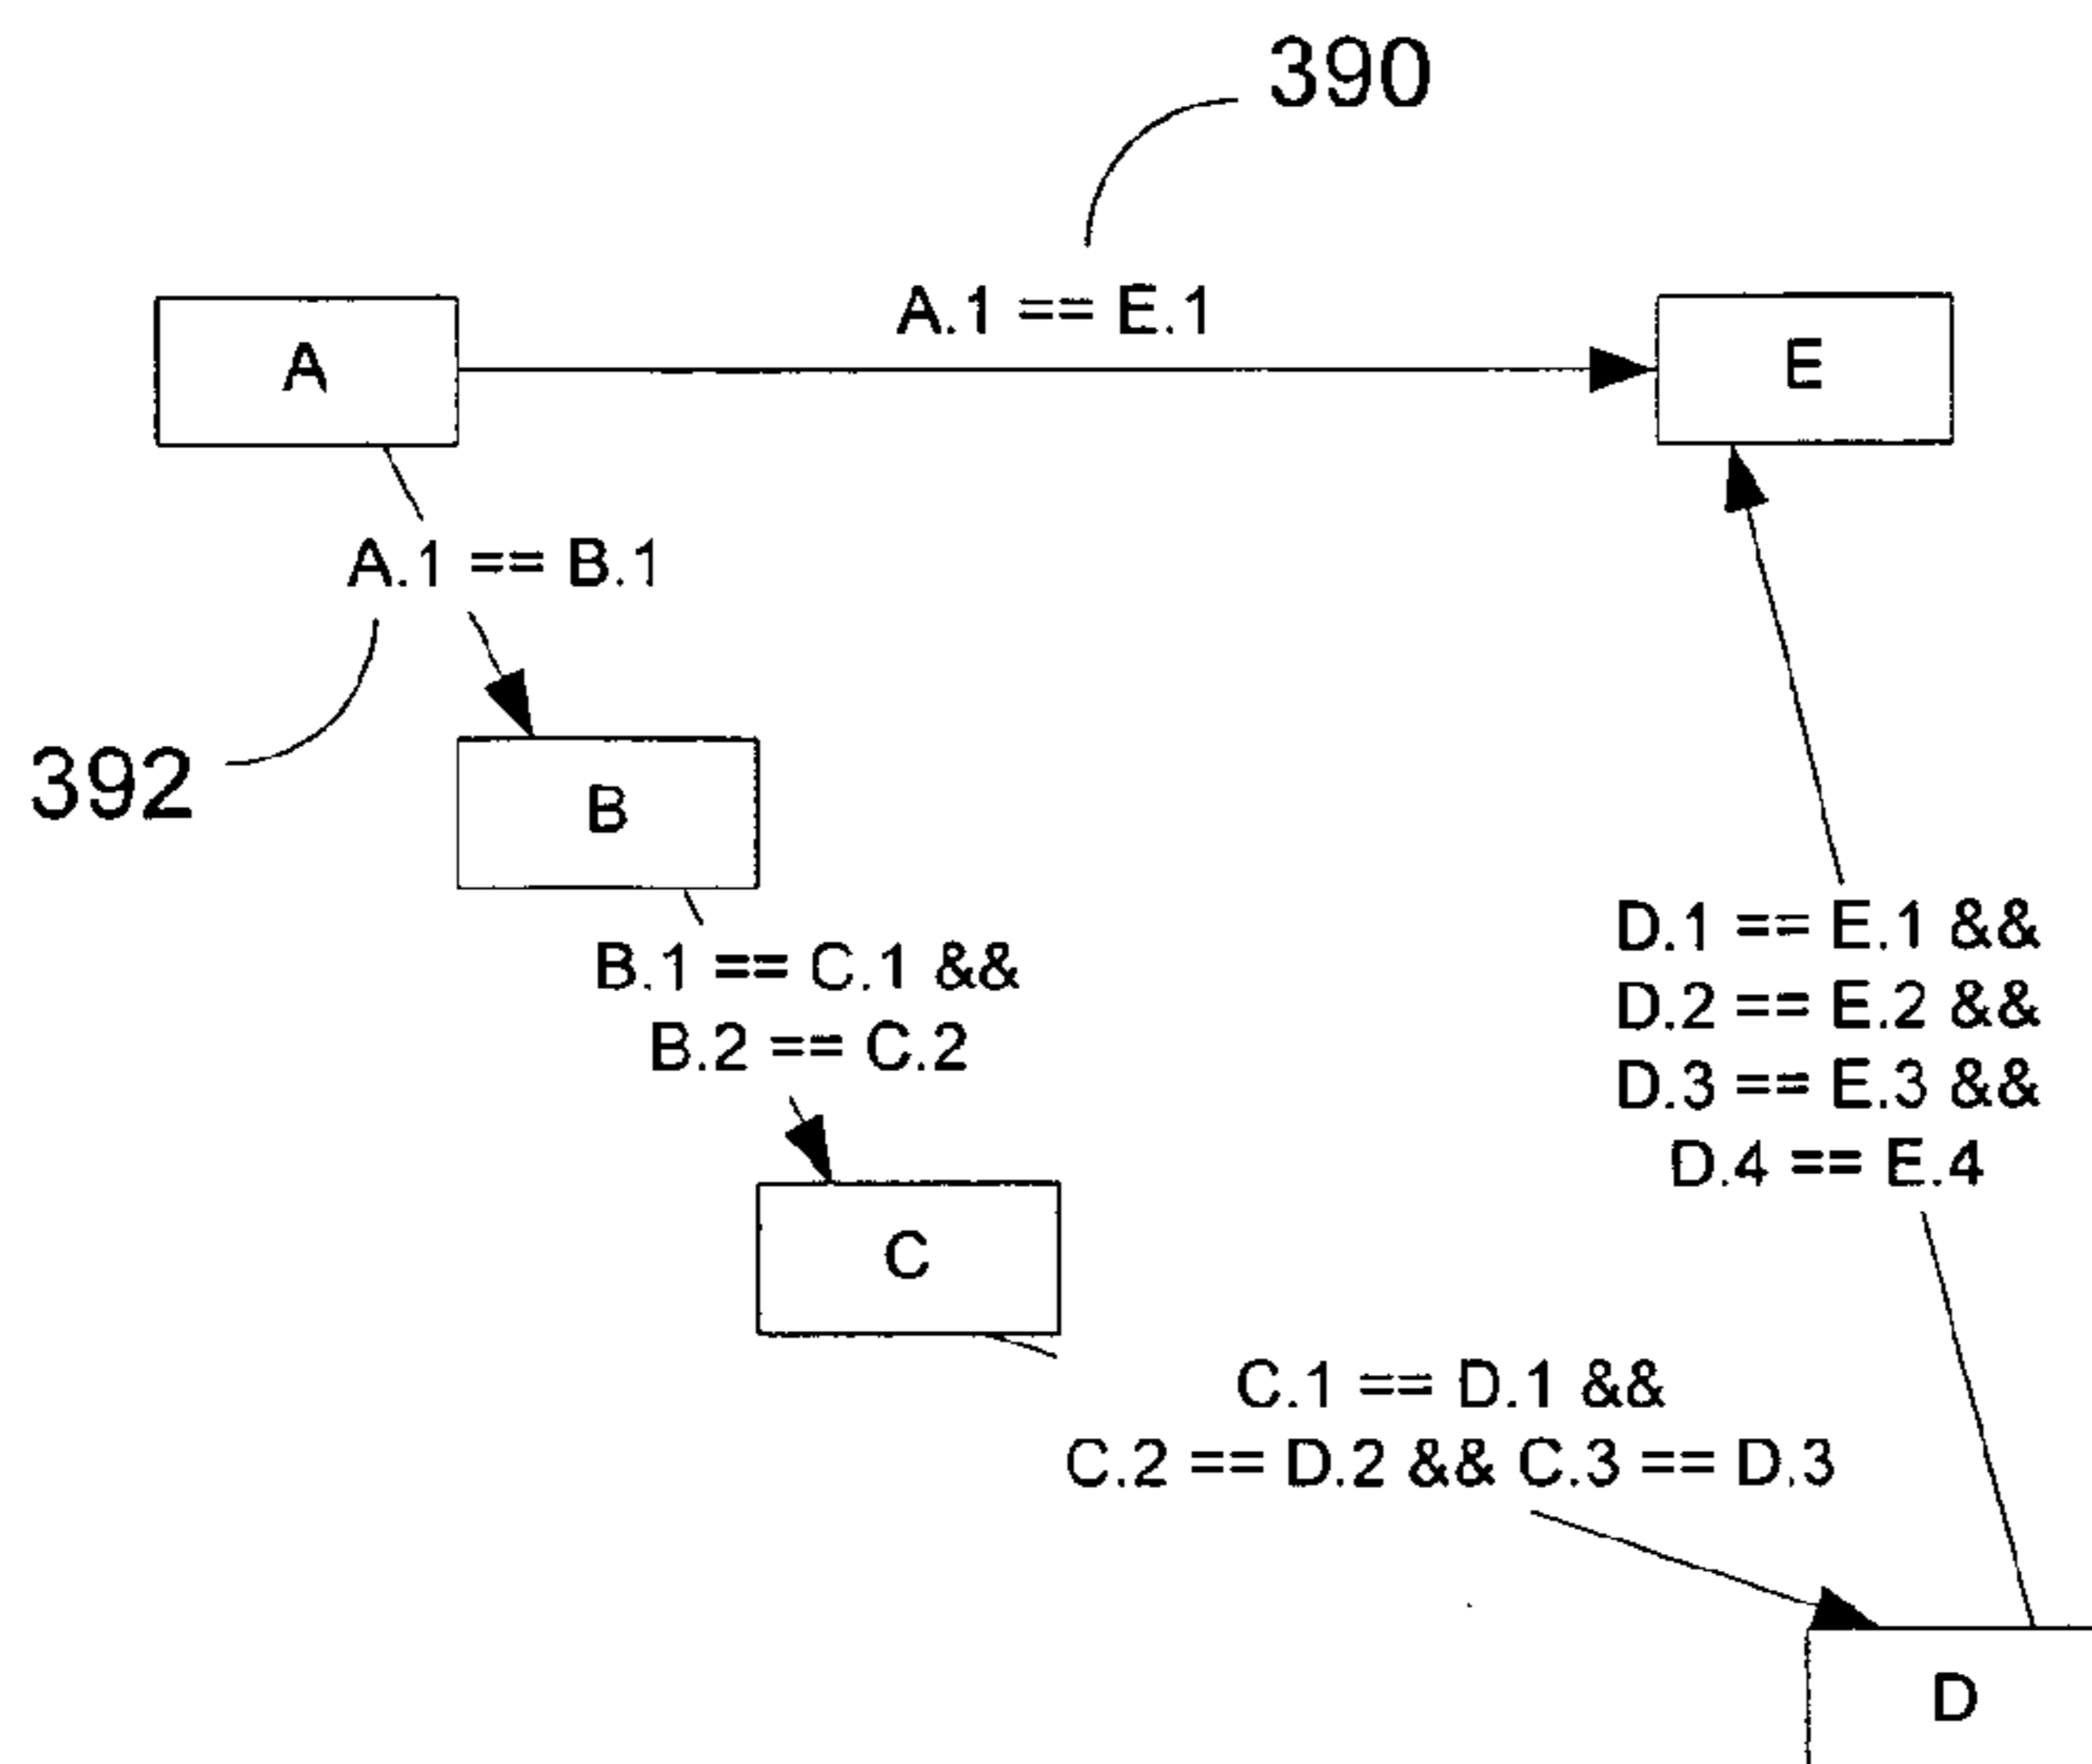 390
A.1 == E.1
A
E
A.1 == B.1
392
B
B.1 == C.1 &&
B.2 == C.2
D.1 == E.1 &&
D.2 == E.2 &&
D.3 == E.3 &&
D.4 == E.4
C
C.1 == D.1 &&
C.2 == D.2 && C.3 == D.3
D